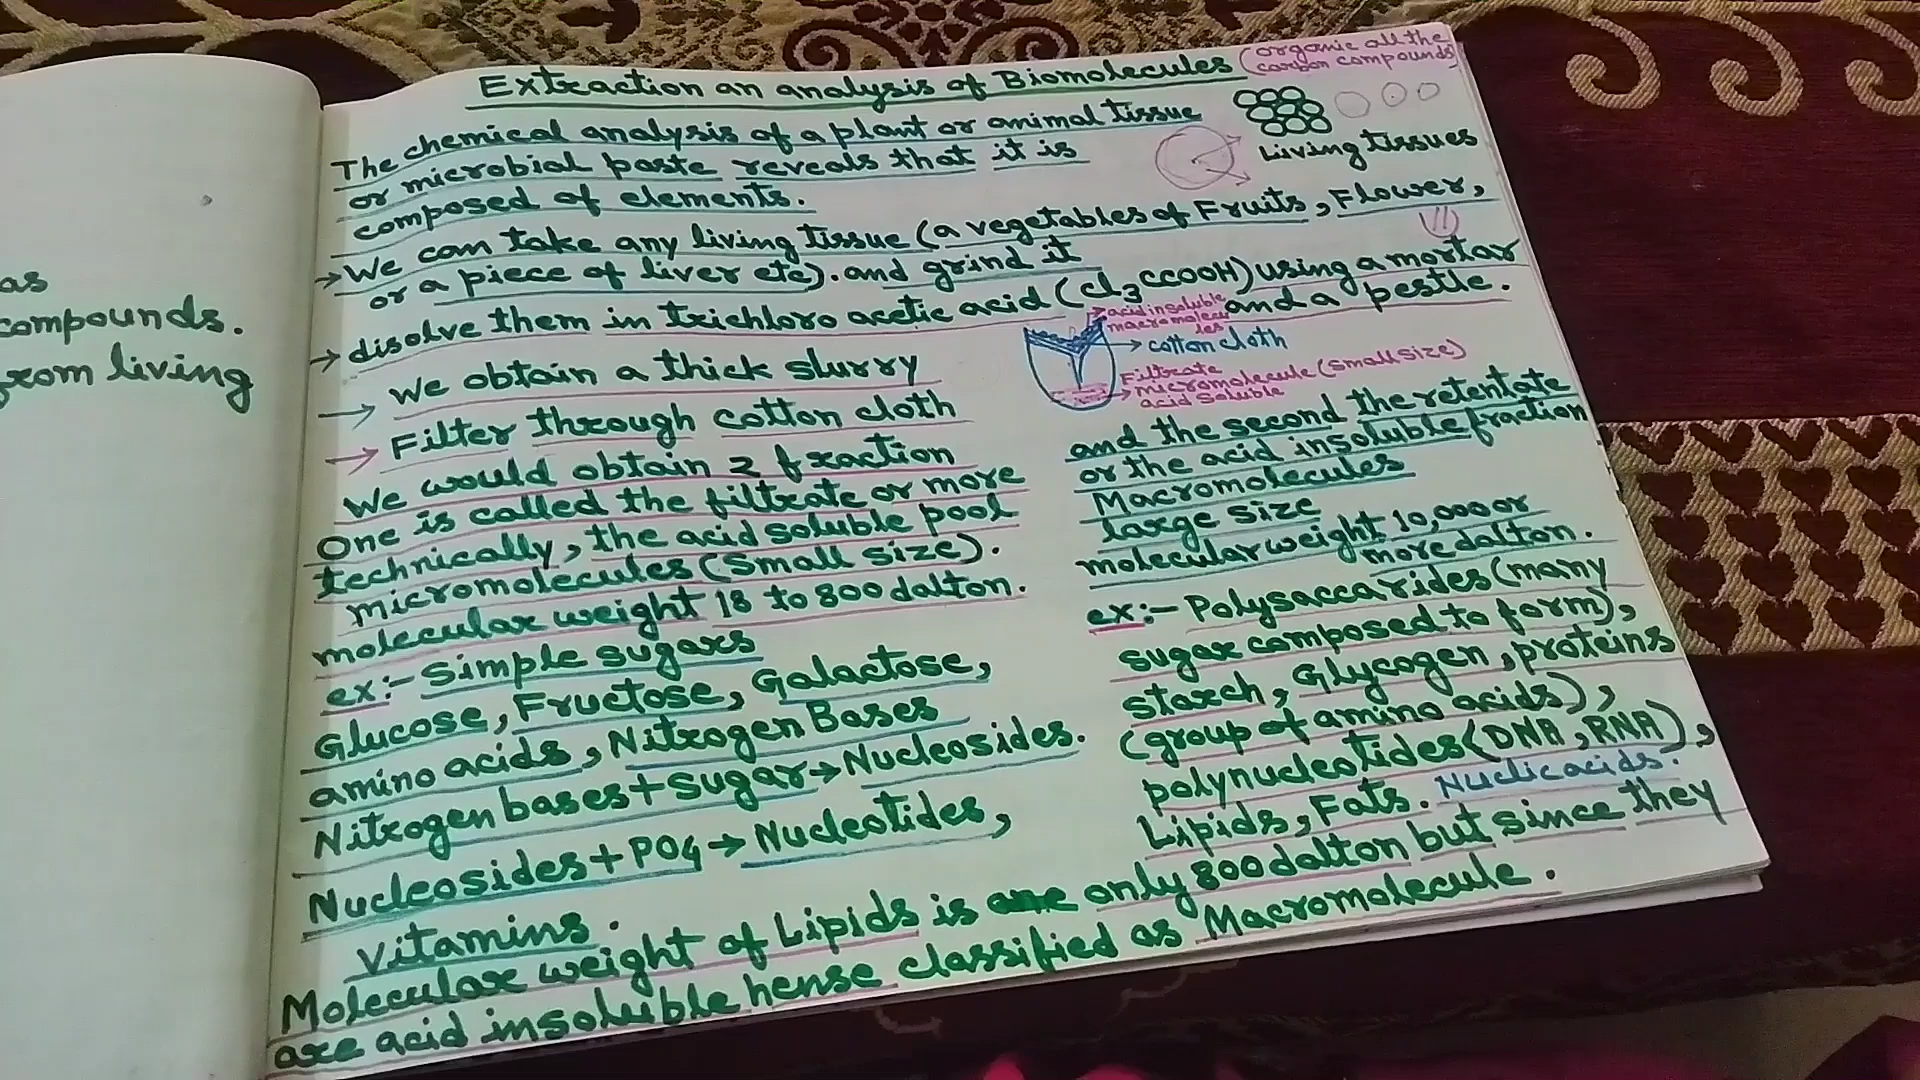 as
compounds.
from living
Extraction an analysis of Biomolecules (organic all the
carbon compounds)
The chemical analysis of a plant or animal tissue
or microbial paste reveals that it is
composed of elements.
Living tissues
→ We can take any living tissue (a vegetables of Fruits, Flower,
or a piece of liver etc). and grind it
→ disolve them in trichloro acetic acid (Cl3CCOOH) using a mortar
and a pestle.
→ We obtain a thick slurry
→ Filter through cotton cloth
acid insoluble
macromolecu
les
→ cotton cloth
Filtrate
→ micromolecule (small size)
acid soluble
We would obtain 2 fraction
One is called the filtrate or more
technically, the acid soluble pool
micromolecules (Small size).
molecular weight 18 to 800 dalton.
ex:- Simple sugars
Glucose, Fructose, Galactose,
amino acids, Nitrogen Bases
Nitrogen bases + sugar → Nucleosides.
Nucleosides + PO4 → Nucleotides,
Vitamins.
and the second the retentate
or the acid insoluble fraction
Macromolecules
large size
molecular weight 10,000 or
more dalton.
ex:- Polysaccarides (many
sugar composed to form),
starch, Glycogen, proteins
(group of amino acids),
polynucleotides (DNA, RNA),
Lipids, Fats. Nuclic acids.
Molecular weight of Lipids is are only 800 dalton but since they
are acid insoluble hense classified as Macromolecule.